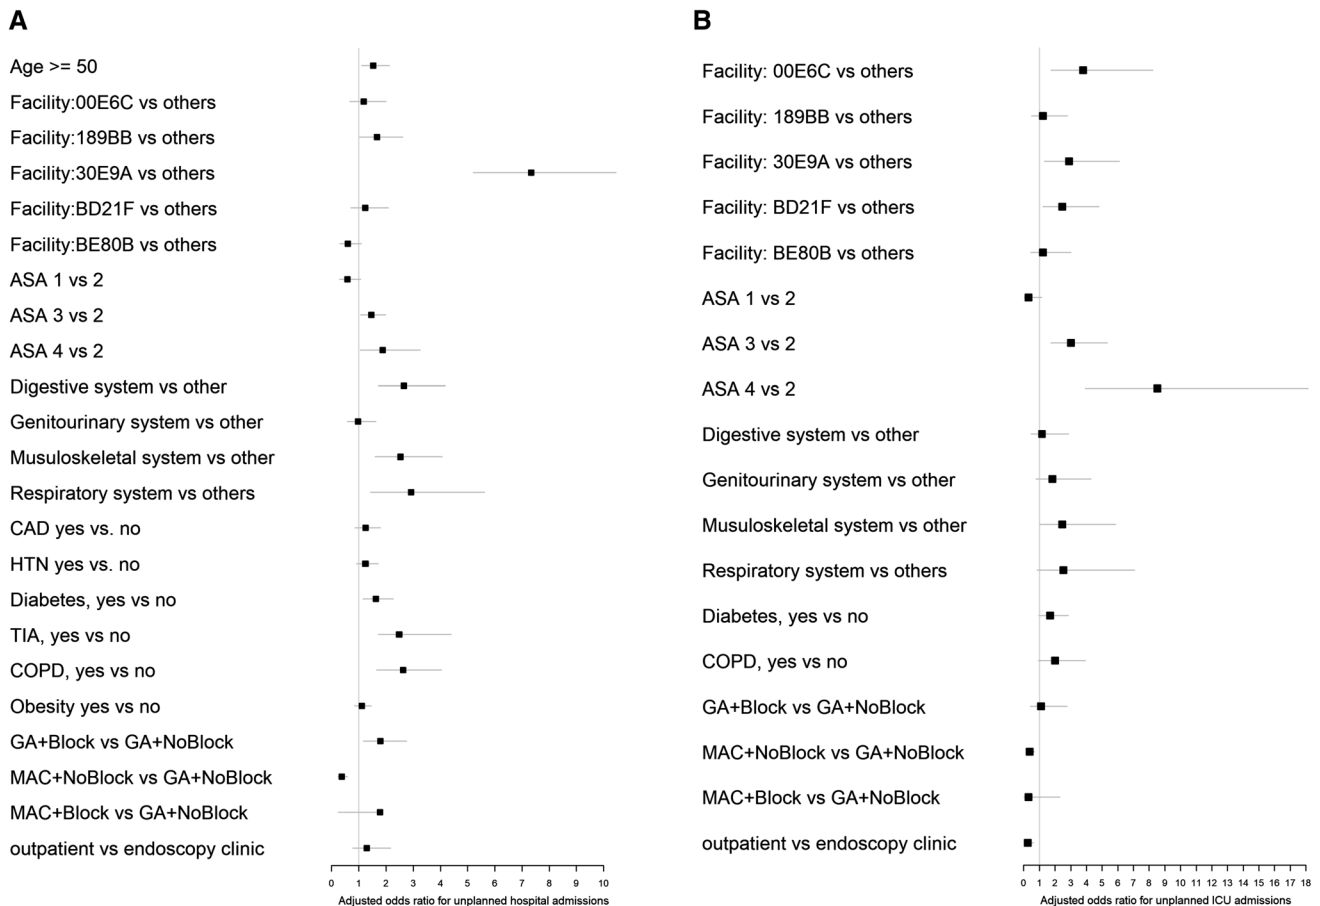 A
Age >= 50
Facility:00E6C vs others
Facility:189BB vs others
Facility:30E9A vs others
Facility:BD21F vs others
Facility:BE80B vs others
ASA 1 vs 2
ASA 3 vs 2
ASA 4 vs 2
Digestive system vs other
Genitourinary system vs other
Musuloskeletal system vs other
Respiratory system vs others
CAD yes vs. no
HTN yes vs. no
Diabetes, yes vs no
TIA, yes vs no
COPD, yes vs no
Obesity yes vs no
GA+Block vs GA+NoBlock
MAC+NoBlock vs GA+NoBlock
MAC+Block vs GA+NoBlock
outpatient vs endoscopy clinic
0 1 2 3 4 5 6 7 8 9 10
Adjusted odds ratio for unplanned hospital admissions
B
Facility: 00E6C vs others
Facility: 189BB vs others
Facility: 30E9A vs others
Facility: BD21F vs others
Facility: BE80B vs others
ASA 1 vs 2
ASA 3 vs 2
ASA 4 vs 2
Digestive system vs other
Genitourinary system vs other
Musuloskeletal system vs other
Respiratory system vs others
Diabetes, yes vs no
COPD, yes vs no
GA+Block vs GA+NoBlock
MAC+NoBlock vs GA+NoBlock
MAC+Block vs GA+NoBlock
outpatient vs endoscopy clinic
0 1 2 3 4 5 6 7 8 9 10 11 12 13 14 15 16 17 18
Adjusted odds ratio for unplanned ICU admissions